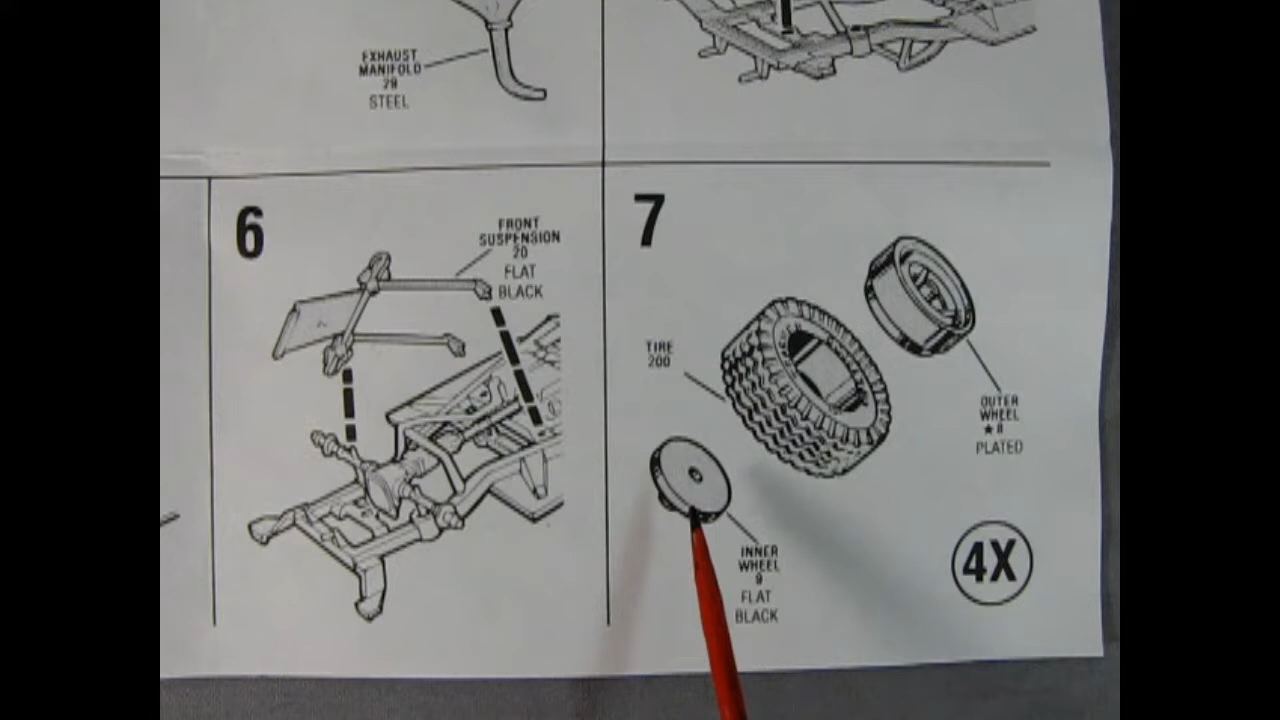 EXHAUST
MANIFOLD
29
STEEL
6
FRONT
SUSPENSION
20
FLAT
BLACK
7
TIRE
200
OUTER
WHEEL
★8
PLATED
INNER
WHEEL
9
FLAT
BLACK
4X